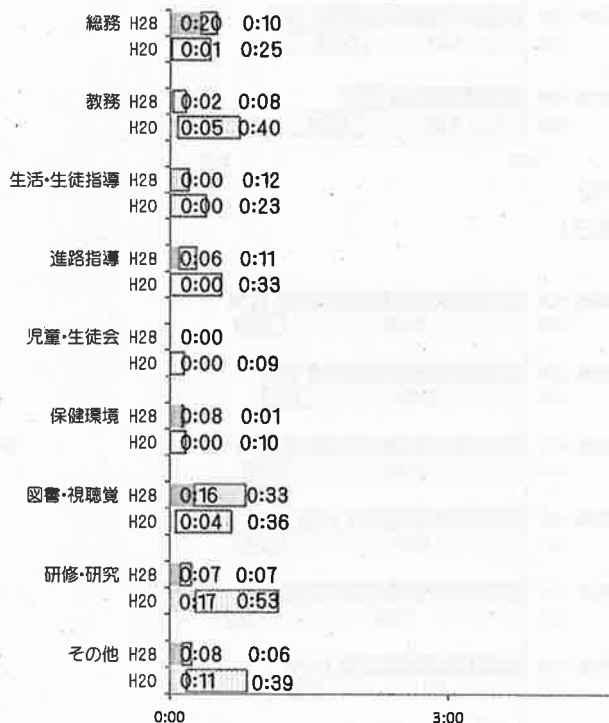 総務 H28 0:20 0:10
H20 0:01 0:25
教務 H28 0:02 0:08
H20 0:05 0:40
生活・生徒指導 H28 0:00 0:12
H20 0:00 0:23
進路指導 H28 0:06 0:11
H20 0:00 0:33
児童・生徒会 H28 0:00
H20 0:00 0:09
保健環境 H28 0:08 0:01
H20 0:00 0:10
図書・視聴覚 H28 0:16 0:33
H20 0:04 0:36
研修・研究 H28 0:07 0:07
H20 0:17 0:53
その他 H28 0:08 0:06
H20 0:11 0:39
0:00 3:00